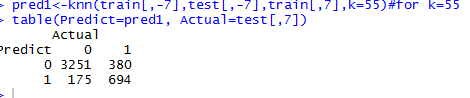 > pred1<-knn(train[,-7],test[,-7],train[,7],k=55)#for k=55
> table(Predict=pred1, Actual=test[,7])
Actual
Predict 0 1
0 3251 380
1 175 694
>